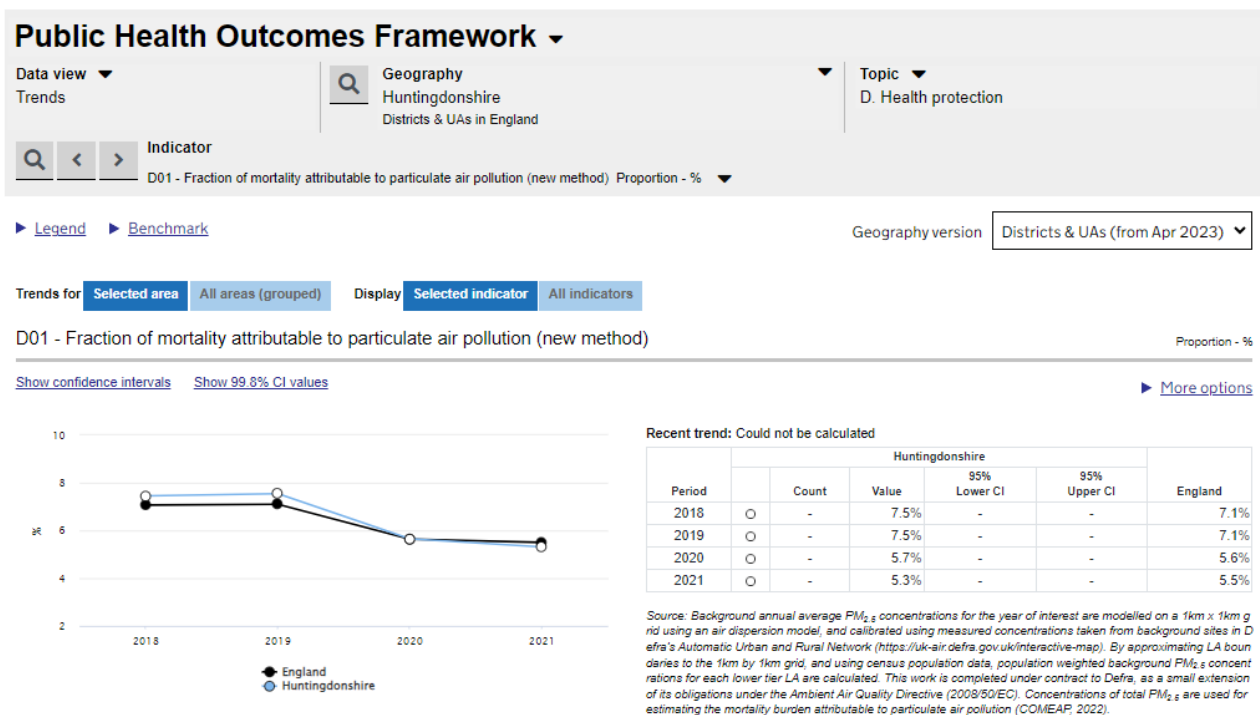 Public Health Outcomes Framework
Data view
Trends
Geography
Huntingdonshire
Districts & UAs in England
Topic
D. Health protection
Indicator
D01 - Fraction of mortality attributable to particulate air pollution (new method) Proportion - %
Legend Benchmark
Geography version Districts & UAs (from Apr 2023)
Trends for Selected area All areas (grouped) Display Selected indicator All indicators
D01 - Fraction of mortality attributable to particulate air pollution (new method) Proportion - %
Show confidence intervals Show 99.8% CI values
More options
10
8
6
4
2
%
2018 2019 2020 2021
England
Huntingdonshire
Recent trend: Could not be calculated
Huntingdonshire
Period Count Value 95% Lower CI 95% Upper CI England
2018 - 7.5% - - 7.1%
2019 - 7.5% - - 7.1%
2020 - 5.7% - - 5.6%
2021 - 5.3% - - 5.5%
Source: Background annual average PM2.5 concentrations for the year of interest are modelled on a 1km x 1km g
rid using an air dispersion model, and calibrated using measured concentrations taken from background sites in D
efra's Automatic Urban and Rural Network (https://uk-air.defra.gov.uk/interactive-map). By approximating LA boun
daries to the 1km by 1km grid, and using census population data, population weighted background PM2.5 concent
rations for each lower tier LA are calculated. This work is completed under contract to Defra, as a small extension
of its obligations under the Ambient Air Quality Directive (2008/50/EC). Concentrations of total PM2.5 are used for
estimating the mortality burden attributable to particulate air pollution (COMEAP, 2022).